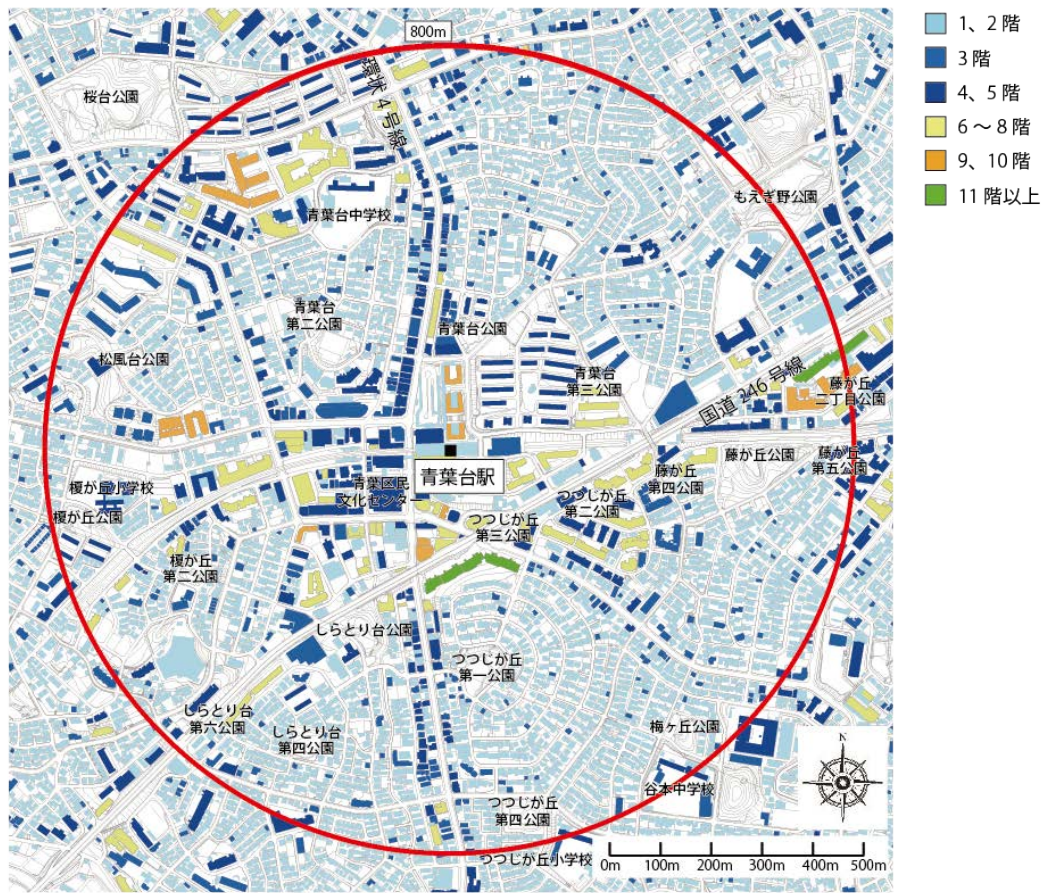 800m
環状4号線
桜台公園
もえぎ野公園
青葉台中学校
青葉台
第二公園
青葉台公園
松風台公園
青葉台
第三公園
国道246号線
藤が丘
二丁目公園
青葉台駅
藤が丘公園
藤が丘
第五公園
藤が丘
第四公園
榎が丘小学校
榎が丘公園
青葉区民
文化センター
つつじが丘
第二公園
つつじが丘
第三公園
榎が丘
第二公園
しらとり台公園
つつじが丘
第一公園
しらとり台
第六公園
しらとり台
第四公園
梅ヶ丘公園
谷本中学校
つつじが丘
第四公園
つつじが丘小学校
N
0m 100m 200m 300m 400m 500m
1、2階
3階
4、5階
6～8階
9、10階
11階以上